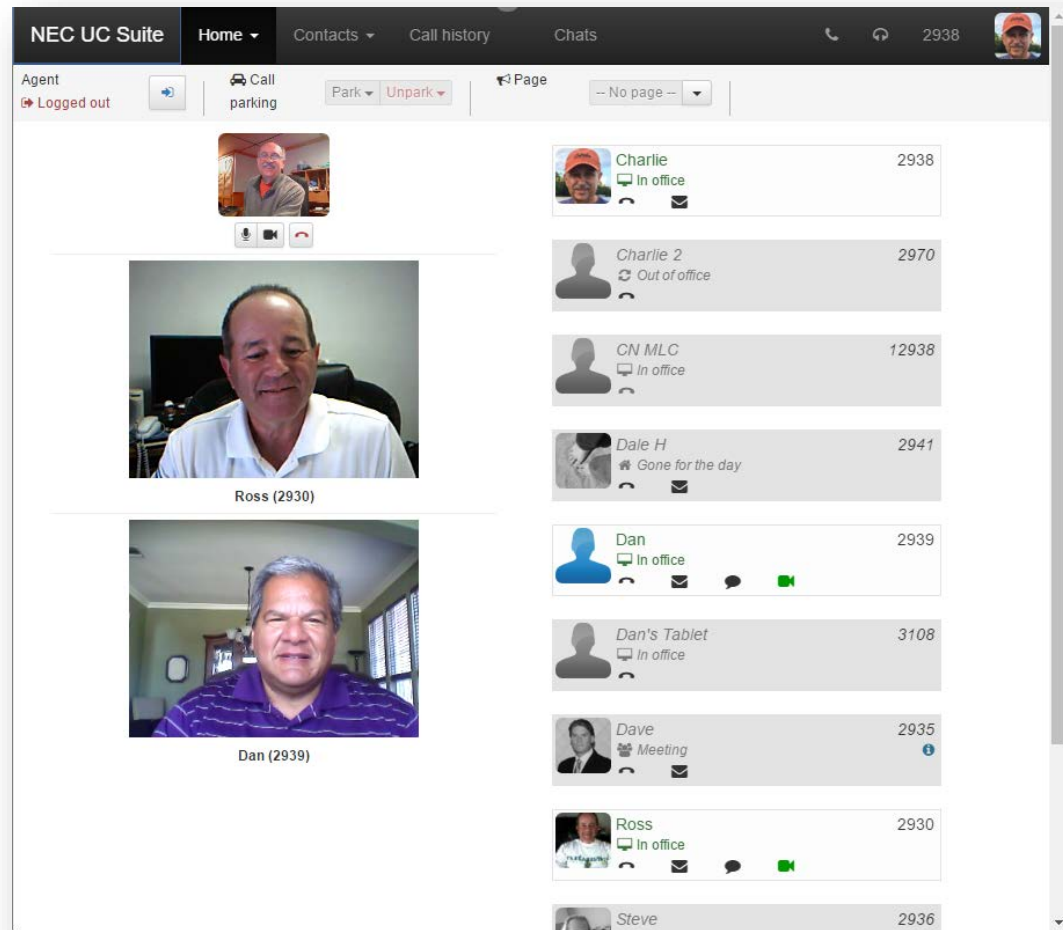 NEC UC Suite Home Contacts Call history Chats 2938
Agent
Logged out
Call
parking
Park Unpark
Page
-- No page --
Ross (2930)
Dan (2939)
Charlie 2938
In office
Charlie 2 2970
Out of office
CN MLC 12938
In office
Dale H 2941
Gone for the day
Dan 2939
In office
Dan's Tablet 3108
In office
Dave 2935
Meeting
Ross 2930
In office
Steve 2936